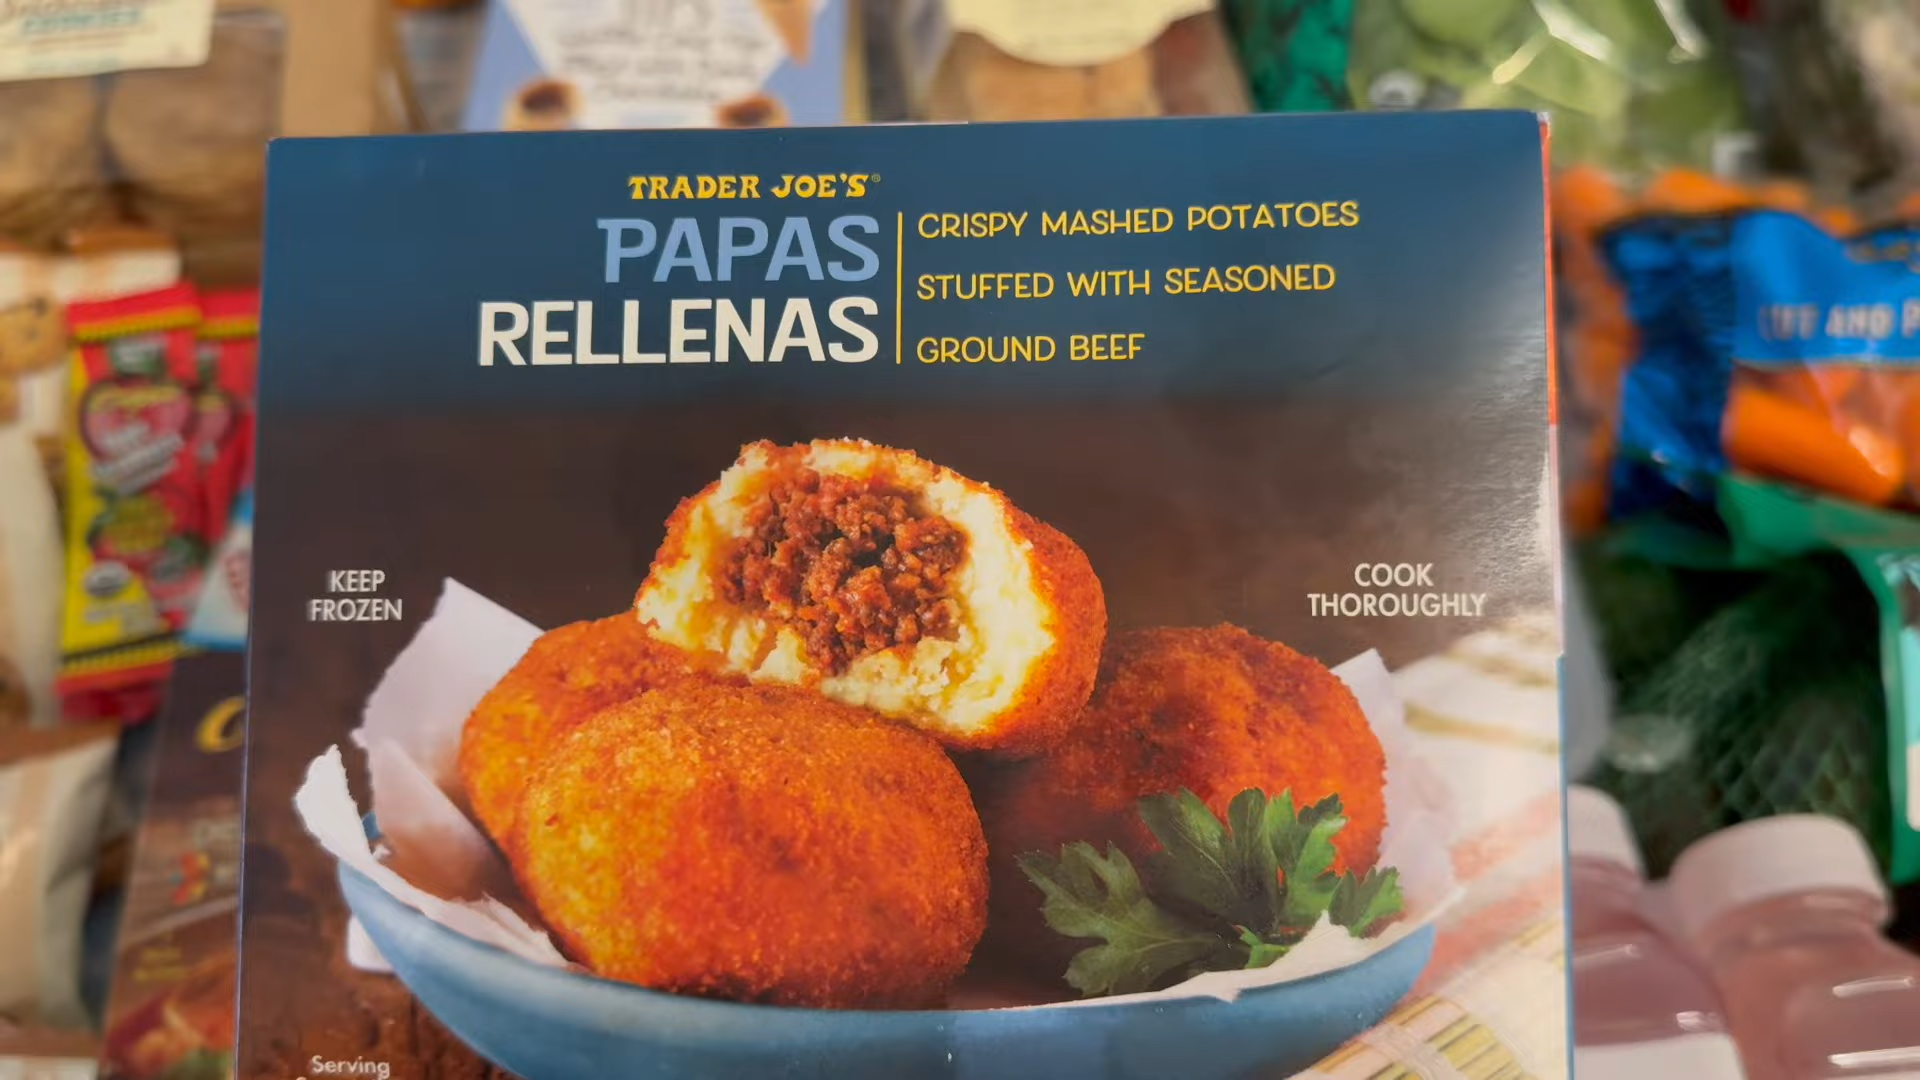 TRADER JOE'S®
PAPAS
RELLENAS
CRISPY MASHED POTATOES
STUFFED WITH SEASONED
GROUND BEEF
KEEP
FROZEN
COOK
THOROUGHLY
Serving